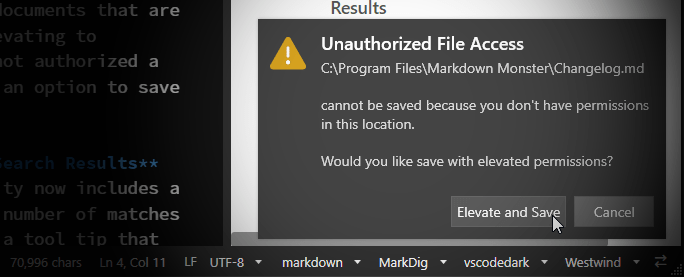 documents that are
evating to
not authorized a
an option to save
Search Results**
ty now includes a
number of matches
a tool tip that
Results
Unauthorized File Access
C:\Program Files\Markdown Monster\Changelog.md
cannot be saved because you don't have permissions
in this location.
Would you like save with elevated permissions?
Elevate and Save Cancel
70,996 chars Ln 4, Col 11 LF UTF-8 markdown MarkDig vscodedark Westwind